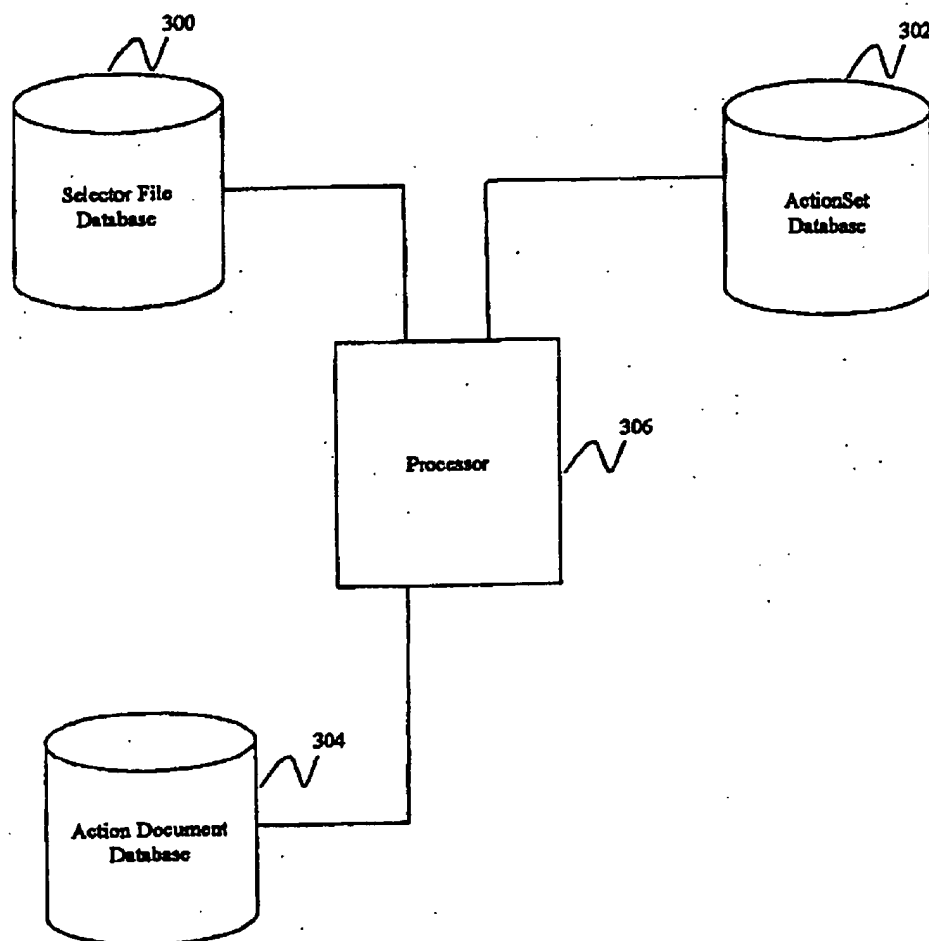 300
302
Selector File
Database
ActionSet
Database
306
Processor
304
Action Document
Database